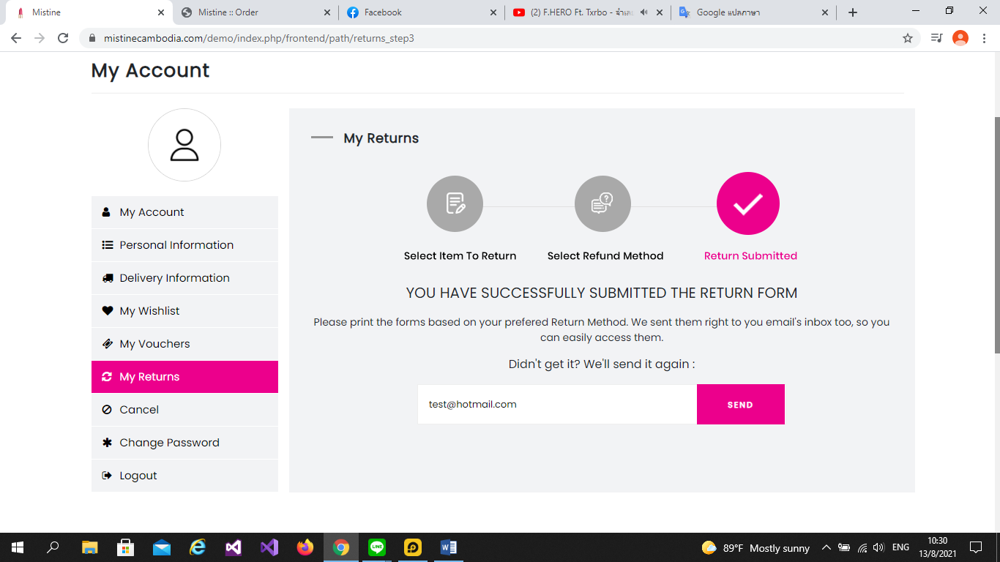 Mistine
Mistine :: Order
Facebook
(2) F.HERO Ft. Txrbo - จำเล
Google แปลภาษา
mistinecambodia.com/demo/index.php/frontend/path/returns_step3
My Account
My Returns
Select Item To Return
Select Refund Method
Return Submitted
My Account
Personal Information
Delivery Information
My Wishlist
My Vouchers
My Returns
Cancel
Change Password
Logout
YOU HAVE SUCCESSFULLY SUBMITTED THE RETURN FORM
Please print the forms based on your prefered Return Method. We sent them right to you email's inbox too, so you
can easily access them.
Didn't get it? We'll send it again :
test@hotmail.com
SEND
LINE
89°F Mostly sunny
ENG
10:30
13/8/2021